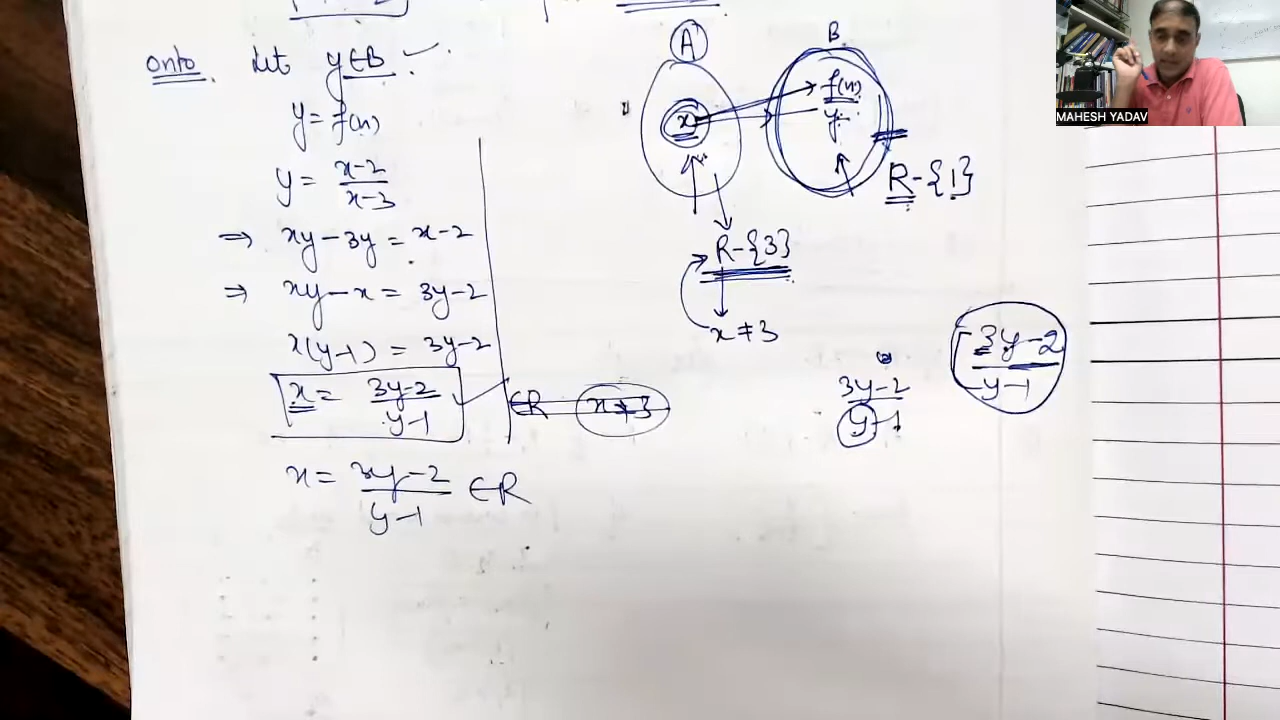 onto. Let y∈B ✓.
y = f(x)
y = x-2 / x-3
⇒ xy-3y = x-2
⇒ xy-x = 3y-2
x(y-1) = 3y-2
x = 3y-2 / y-1 ∈R x≠3
x = 3y-2 / y-1 ∈R
A
B
x
f(x)
y
R-{1}
R-{3}
x≠3
3y-2 / y-1
3y-2 / y-1
MAHESH YADAV